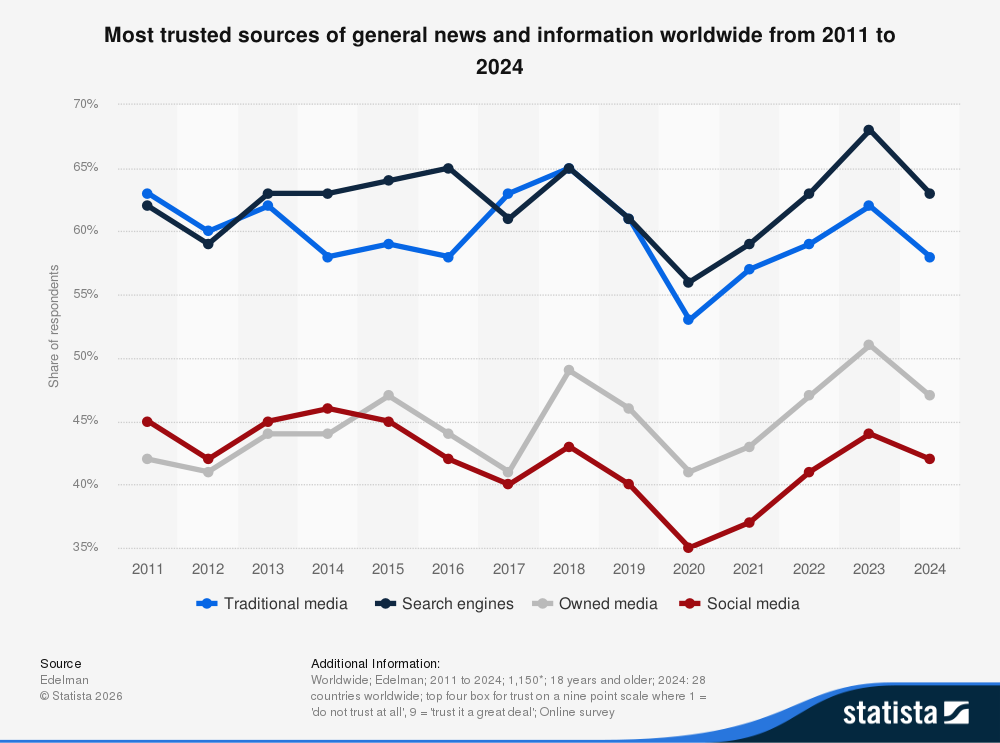 Most trusted sources of general news and information worldwide from 2011 to
2024
70%
65%
60%
55%
50%
45%
40%
35%
Share of respondents
2011 2012 2013 2014 2015 2016 2017 2018 2019 2020 2021 2022 2023 2024
Traditional media Search engines Owned media Social media
Source
Edelman
© Statista 2026
Additional Information:
Worldwide; Edelman; 2011 to 2024; 1,150*; 18 years and older; 2024: 28
countries worldwide; top four box for trust on a nine point scale where 1 =
'do not trust at all', 9 = 'trust it a great deal'; Online survey
statista